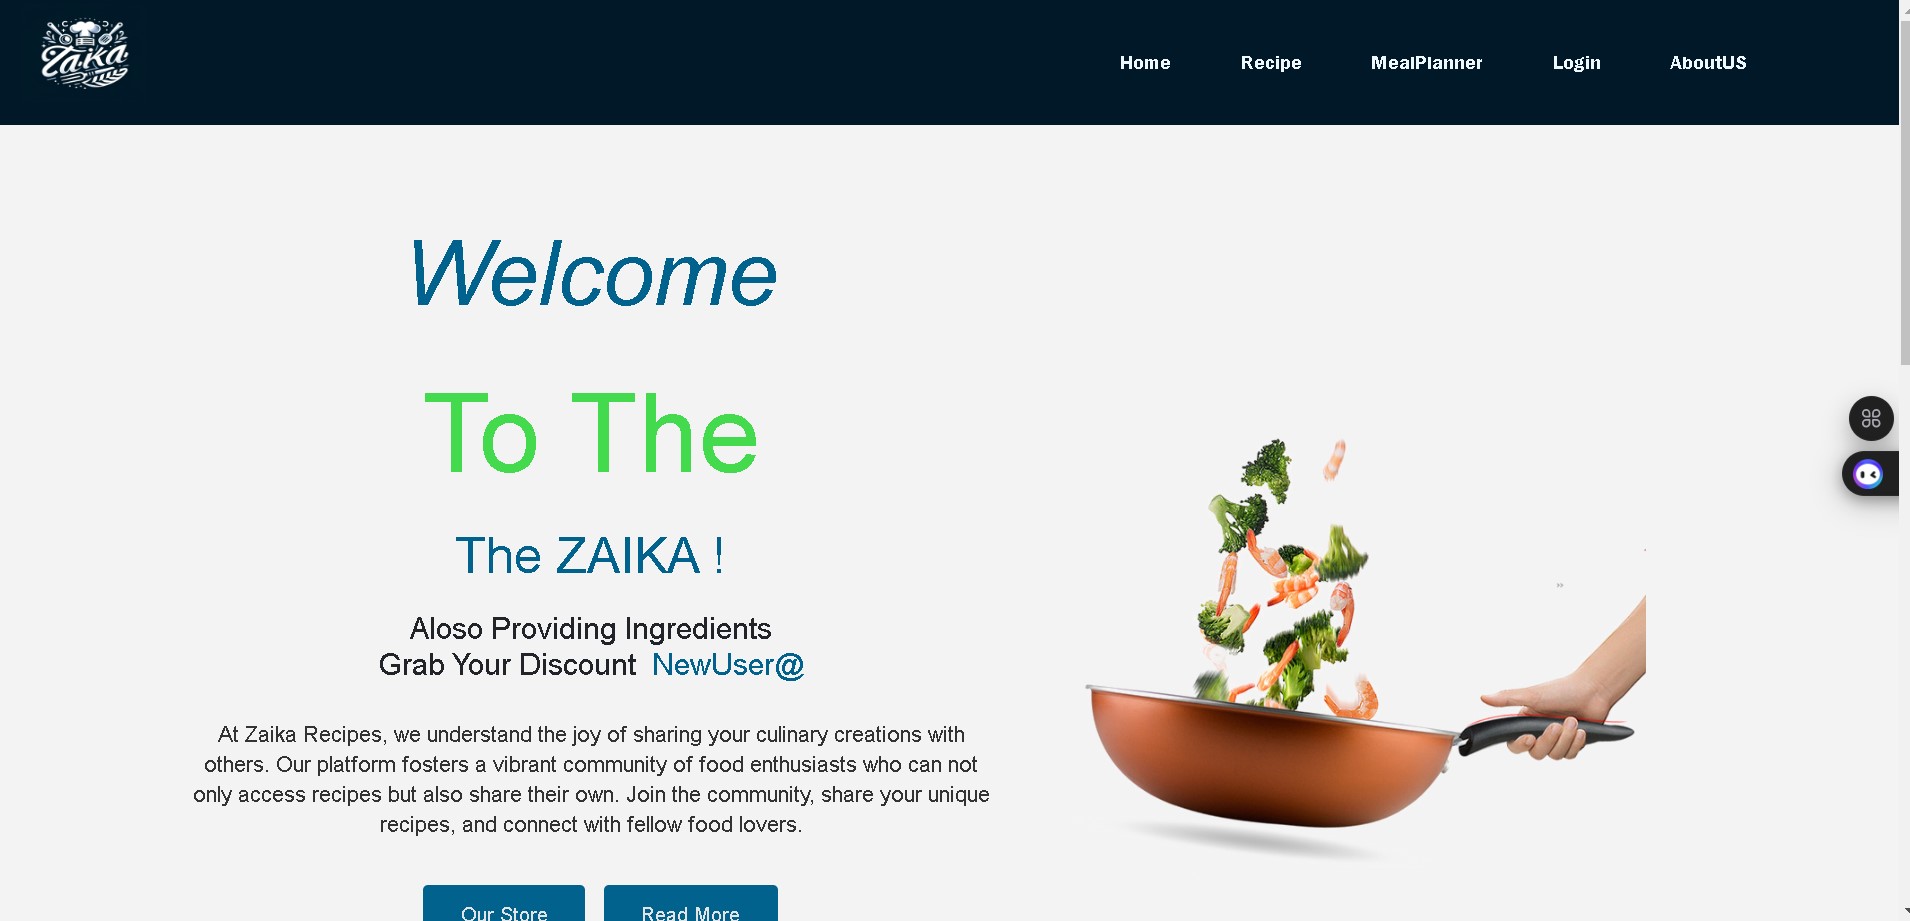 Zaika
Home Recipe MealPlanner Login AboutUS
Welcome
To The
The ZAIKA !
Aloso Providing Ingredients
Grab Your Discount NewUser@
At Zaika Recipes, we understand the joy of sharing your culinary creations with
others. Our platform fosters a vibrant community of food enthusiasts who can not
only access recipes but also share their own. Join the community, share your unique
recipes, and connect with fellow food lovers.
Our Store Read More